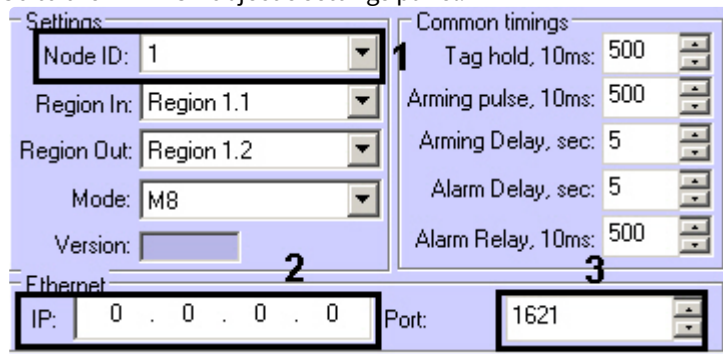 Settings
Node ID: 1
1
Region In: Region 1.1
Region Out: Region 1.2
Mode: M8
Version:
Common timings
Tag hold, 10ms: 500
Arming pulse, 10ms: 500
Arming Delay, sec: 5
Alarm Delay, sec: 5
Alarm Relay, 10ms: 500
2
3
Ethernet
IP: 0 . 0 . 0 . 0
Port: 1621